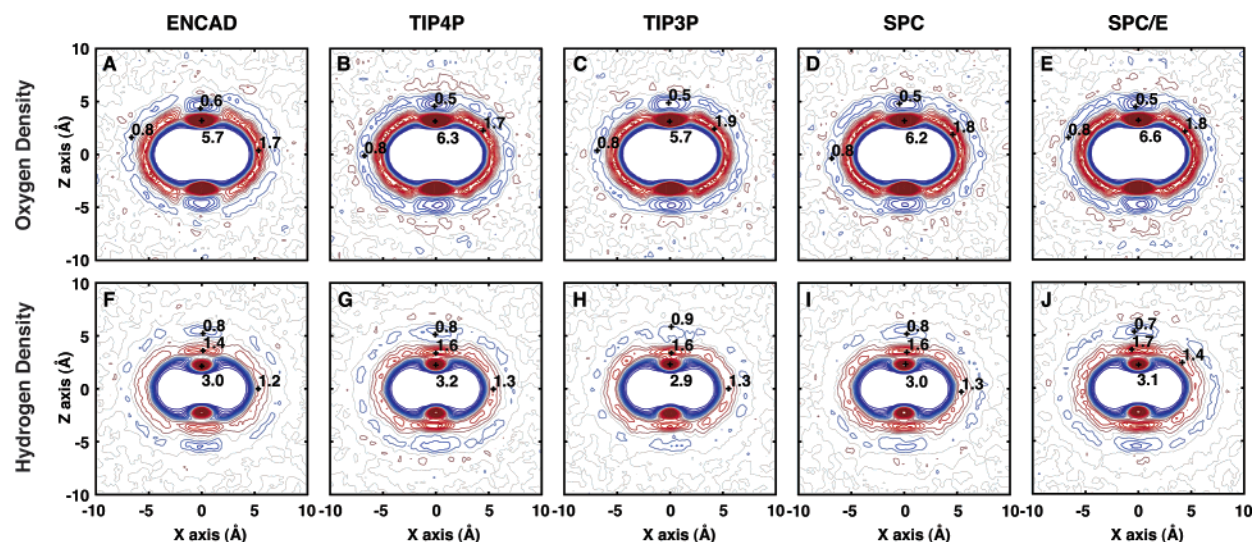 ENCAD TIP4P TIP3P SPC SPC/E
Oxygen Density
Z axis (Å)
10
5
0
-5
-10
A 0.6 0.8 1.7 5.7
B 0.5 1.7 0.8 6.3
C 0.5 1.9 0.8 5.7
D 0.5 1.8 0.8 6.2
E 0.5 1.8 0.8 6.6
Hydrogen Density
Z axis (Å)
10
5
0
-5
-10
F 0.8 1.4 1.2 3.0
G 0.8 1.6 1.3 3.2
H 0.9 1.6 1.3 2.9
I 0.8 1.6 1.3 3.0
J 0.7 1.7 1.4 3.1
-10 -5 0 5 10 -5 0 5 10 -5 0 5 10 -10 -5 0 5 10 -10 -5 0 5 10
X axis (Å) X axis (Å) X axis (Å) X axis (Å) X axis (Å)